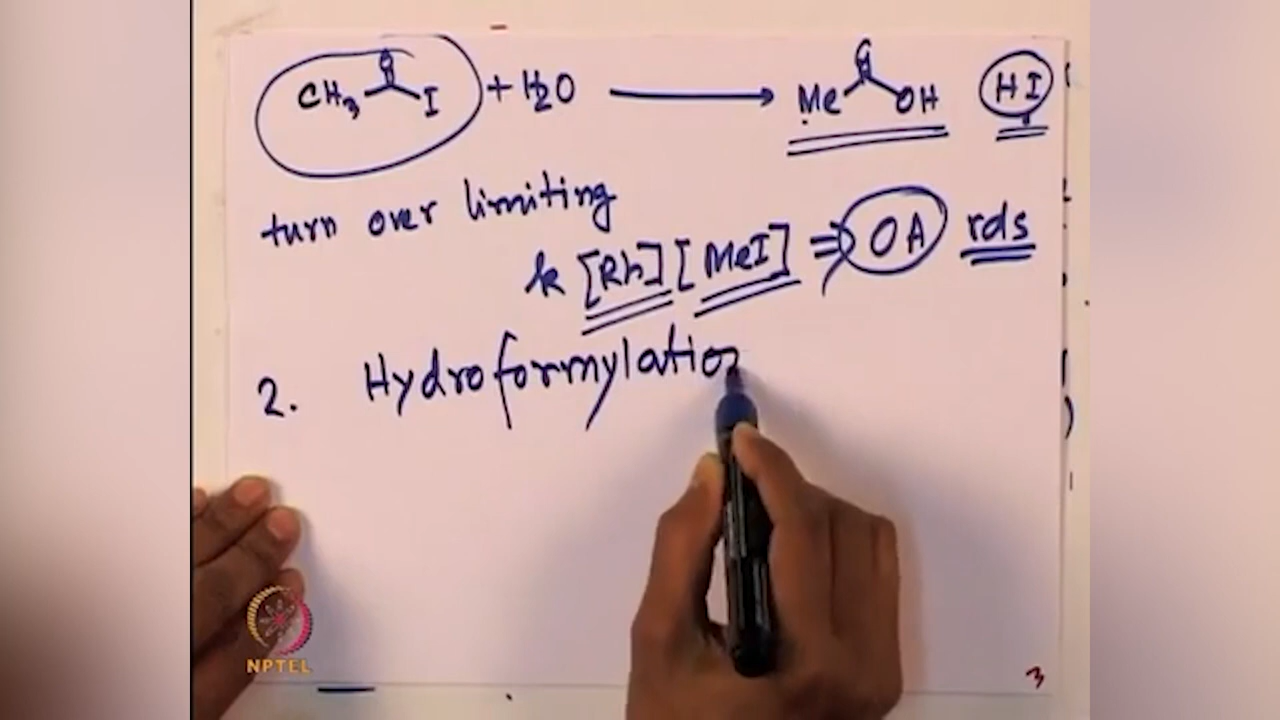 CH3 O I + H2O → Me O OH HI
turn over limiting
k [Rh] [MeI] ⇒ OA rds
2. Hydroformylation
NPTEL
3